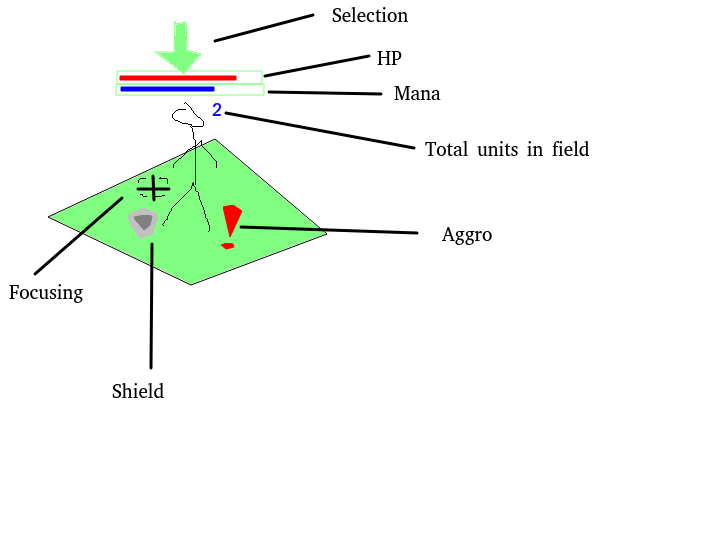 Selection
HP
Mana
2
Total units in field
Aggro
Focusing
Shield